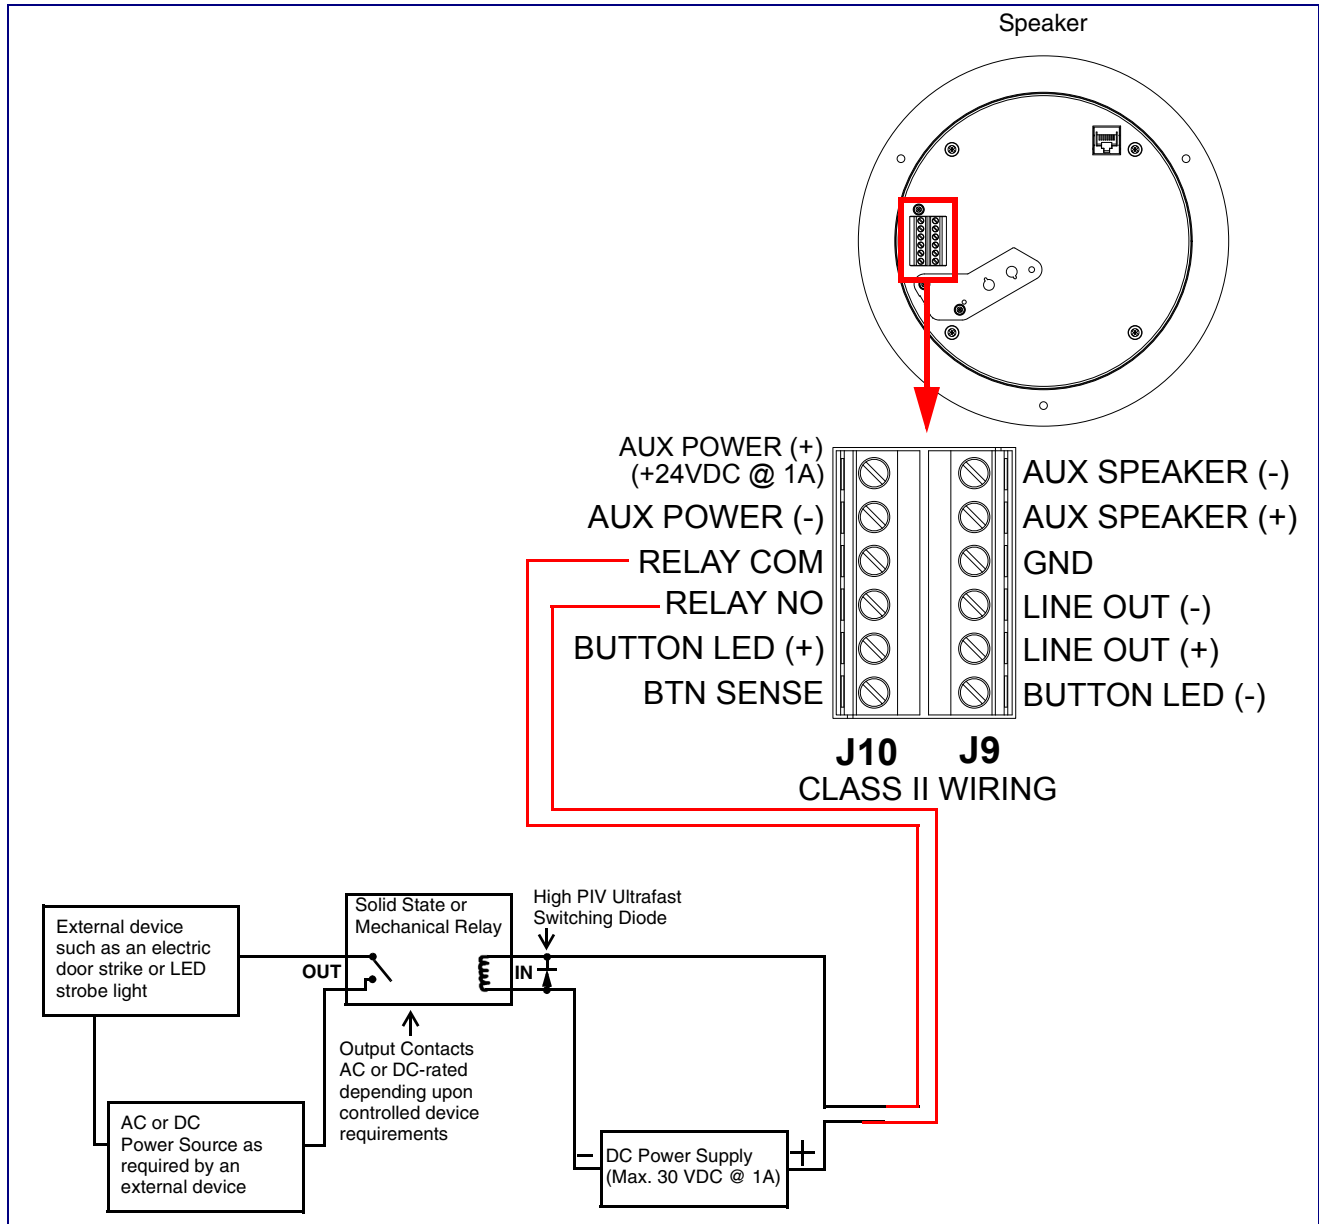 Speaker
AUX POWER (+)
(+24VDC @ 1A)
AUX POWER (-)
RELAY COM
RELAY NO
BUTTON LED (+)
BTN SENSE
AUX SPEAKER (-)
AUX SPEAKER (+)
GND
LINE OUT (-)
LINE OUT (+)
BUTTON LED (-)
J10 J9
CLASS II WIRING
External device
such as an electric
door strike or LED
strobe light
Solid State or
Mechanical Relay
OUT
IN
High PIV Ultrafast
Switching Diode
Output Contacts
AC or DC-rated
depending upon
controlled device
requirements
AC or DC
Power Source as
required by an
external device
− DC Power Supply +
(Max. 30 VDC @ 1A)